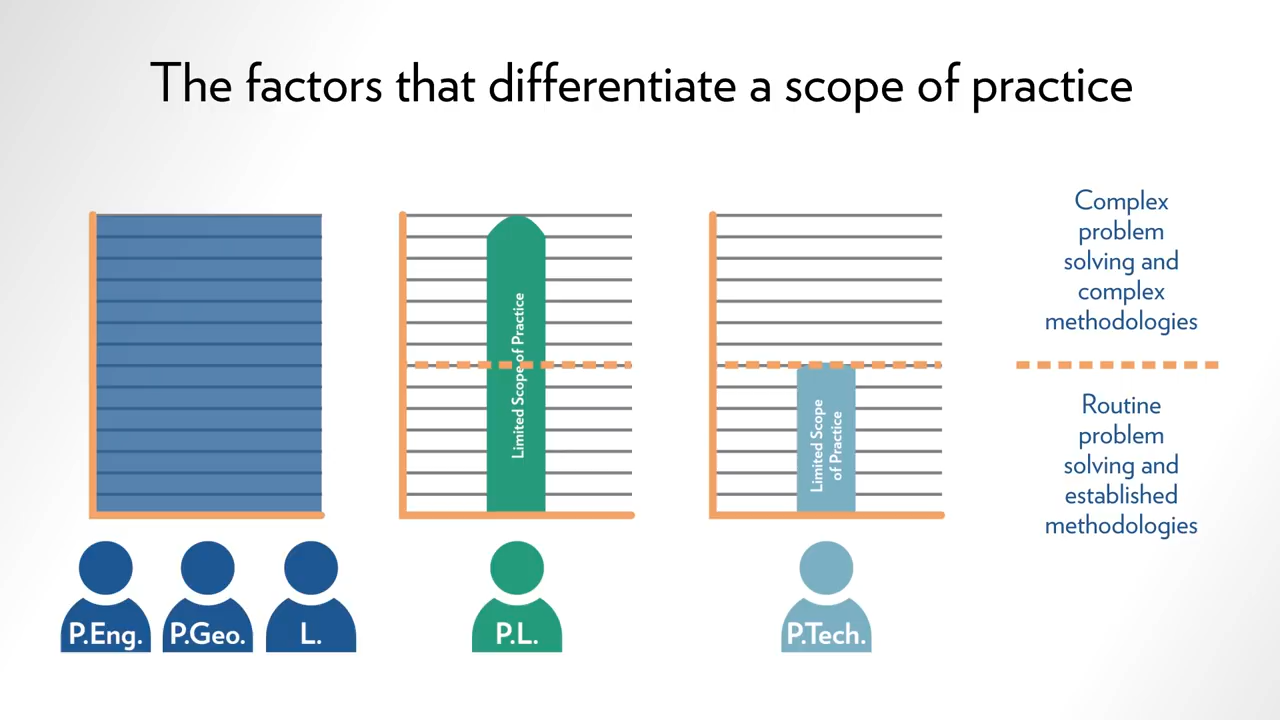 The factors that differentiate a scope of practice
Limited Scope of Practice
Limited Scope
of Practice
Complex
problem
solving and
complex
methodologies
Routine
problem
solving and
established
methodologies
P.Eng.
P.Geo.
L.
P.L.
P.Tech.